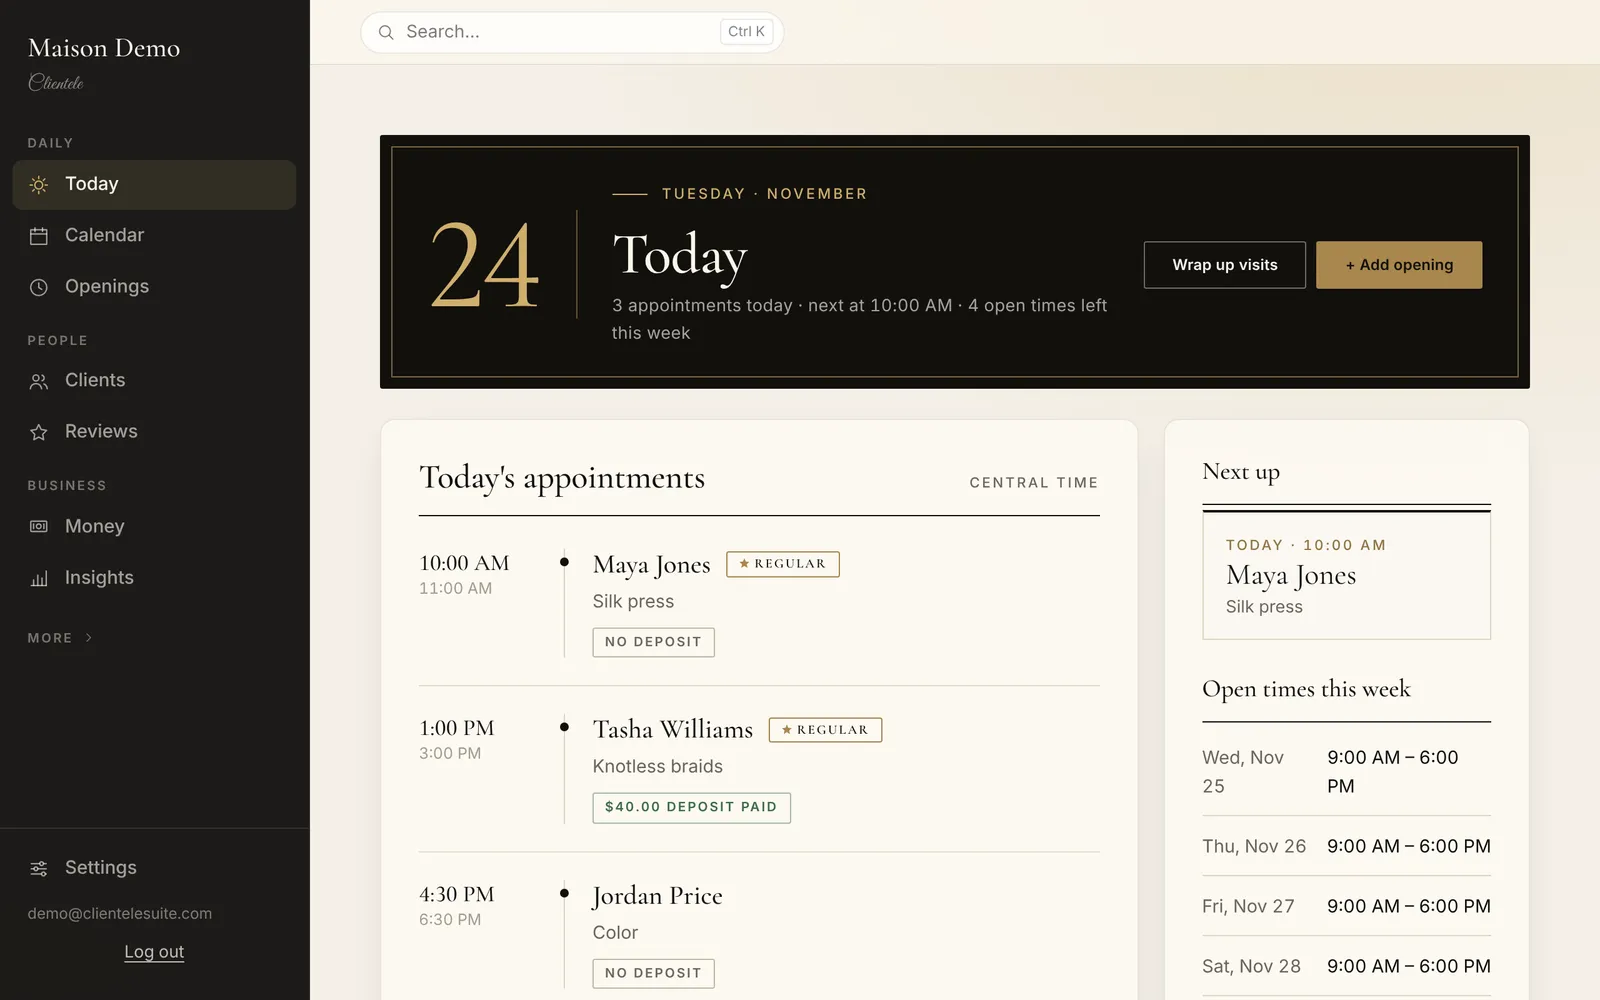 Maison Demo
Clientele
DAILY
Today
Calendar
Openings
PEOPLE
Clients
Reviews
BUSINESS
Money
Insights
MORE
Settings
demo@clientelesuite.com
Log out
Search...
Ctrl K
24
TUESDAY · NOVEMBER
Today
3 appointments today · next at 10:00 AM · 4 open times left
this week
Wrap up visits
+ Add opening
Today's appointments
CENTRAL TIME
10:00 AM
11:00 AM
Maya Jones
★ REGULAR
Silk press
NO DEPOSIT
1:00 PM
3:00 PM
Tasha Williams
★ REGULAR
Knotless braids
$40.00 DEPOSIT PAID
4:30 PM
6:30 PM
Jordan Price
Color
NO DEPOSIT
Next up
TODAY · 10:00 AM
Maya Jones
Silk press
Open times this week
Wed, Nov
25
9:00 AM – 6:00
PM
Thu, Nov 26
9:00 AM – 6:00 PM
Fri, Nov 27
9:00 AM – 6:00 PM
Sat, Nov 28
9:00 AM – 6:00 PM